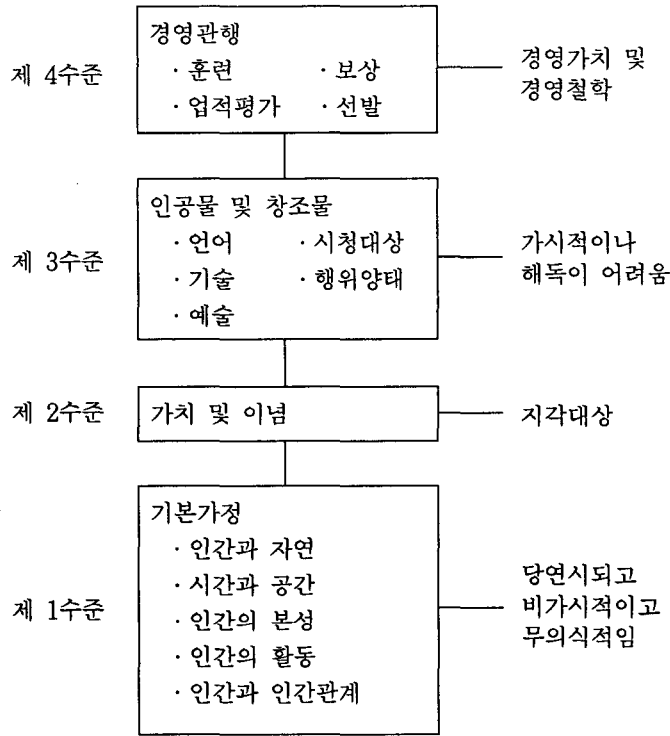 경영관행
· 훈련 · 보상
· 업적평가 · 선발
제 4수준
경영가치 및
경영철학
인공물 및 창조물
· 언어 · 시청대상
· 기술 · 행위양태
· 예술
제 3수준
가시적이나
해독이 어려움
제 2수준
가치 및 이념
지각대상
기본가정
· 인간과 자연
· 시간과 공간
· 인간의 본성
· 인간의 활동
· 인간과 인간관계
제 1수준
당연시되고
비가시적이고
무의식적임